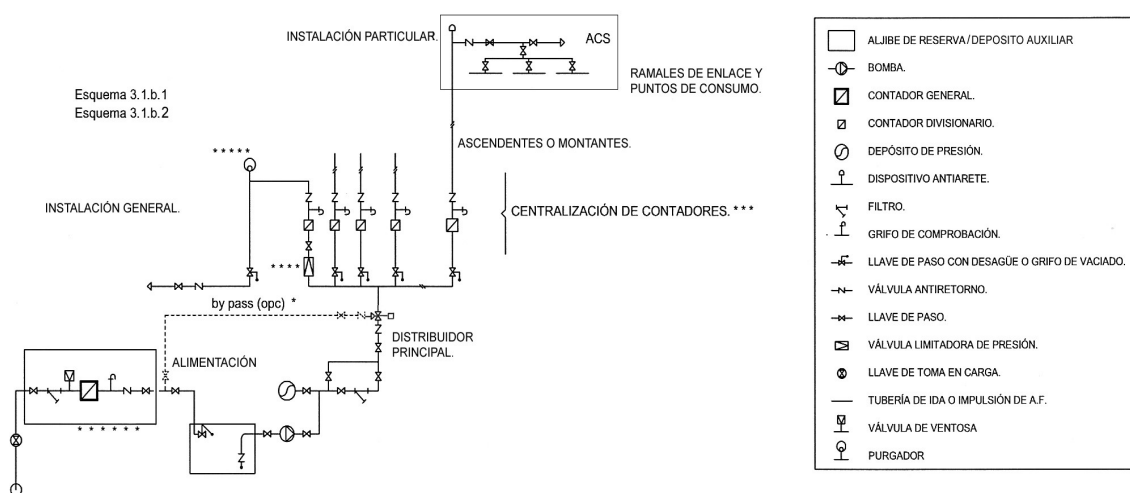 INSTALACIÓN PARTICULAR.
ACS
RAMALES DE ENLACE Y
PUNTOS DE CONSUMO.
Esquema 3.1.b.1
Esquema 3.1.b.2
ASCENDENTES O MONTANTES.
* * * * *
INSTALACIÓN GENERAL.
CENTRALIZACIÓN DE CONTADORES. * * *
* * * *
by pass (opc) *
DISTRIBUIDOR
PRINCIPAL.
ALIMENTACIÓN
* * * * * *
ALJIBE DE RESERVA/DEPOSITO AUXILIAR
BOMBA.
CONTADOR GENERAL.
CONTADOR DIVISIONARIO.
DEPÓSITO DE PRESIÓN.
DISPOSITIVO ANTIARETE.
FILTRO.
GRIFO DE COMPROBACIÓN.
LLAVE DE PASO CON DESAGÜE O GRIFO DE VACIADO.
VÁLVULA ANTIRETORNO.
LLAVE DE PASO.
VÁLVULA LIMITADORA DE PRESIÓN.
LLAVE DE TOMA EN CARGA.
TUBERÍA DE IDA O IMPULSIÓN DE A.F.
VÁLVULA DE VENTOSA
PURGADOR